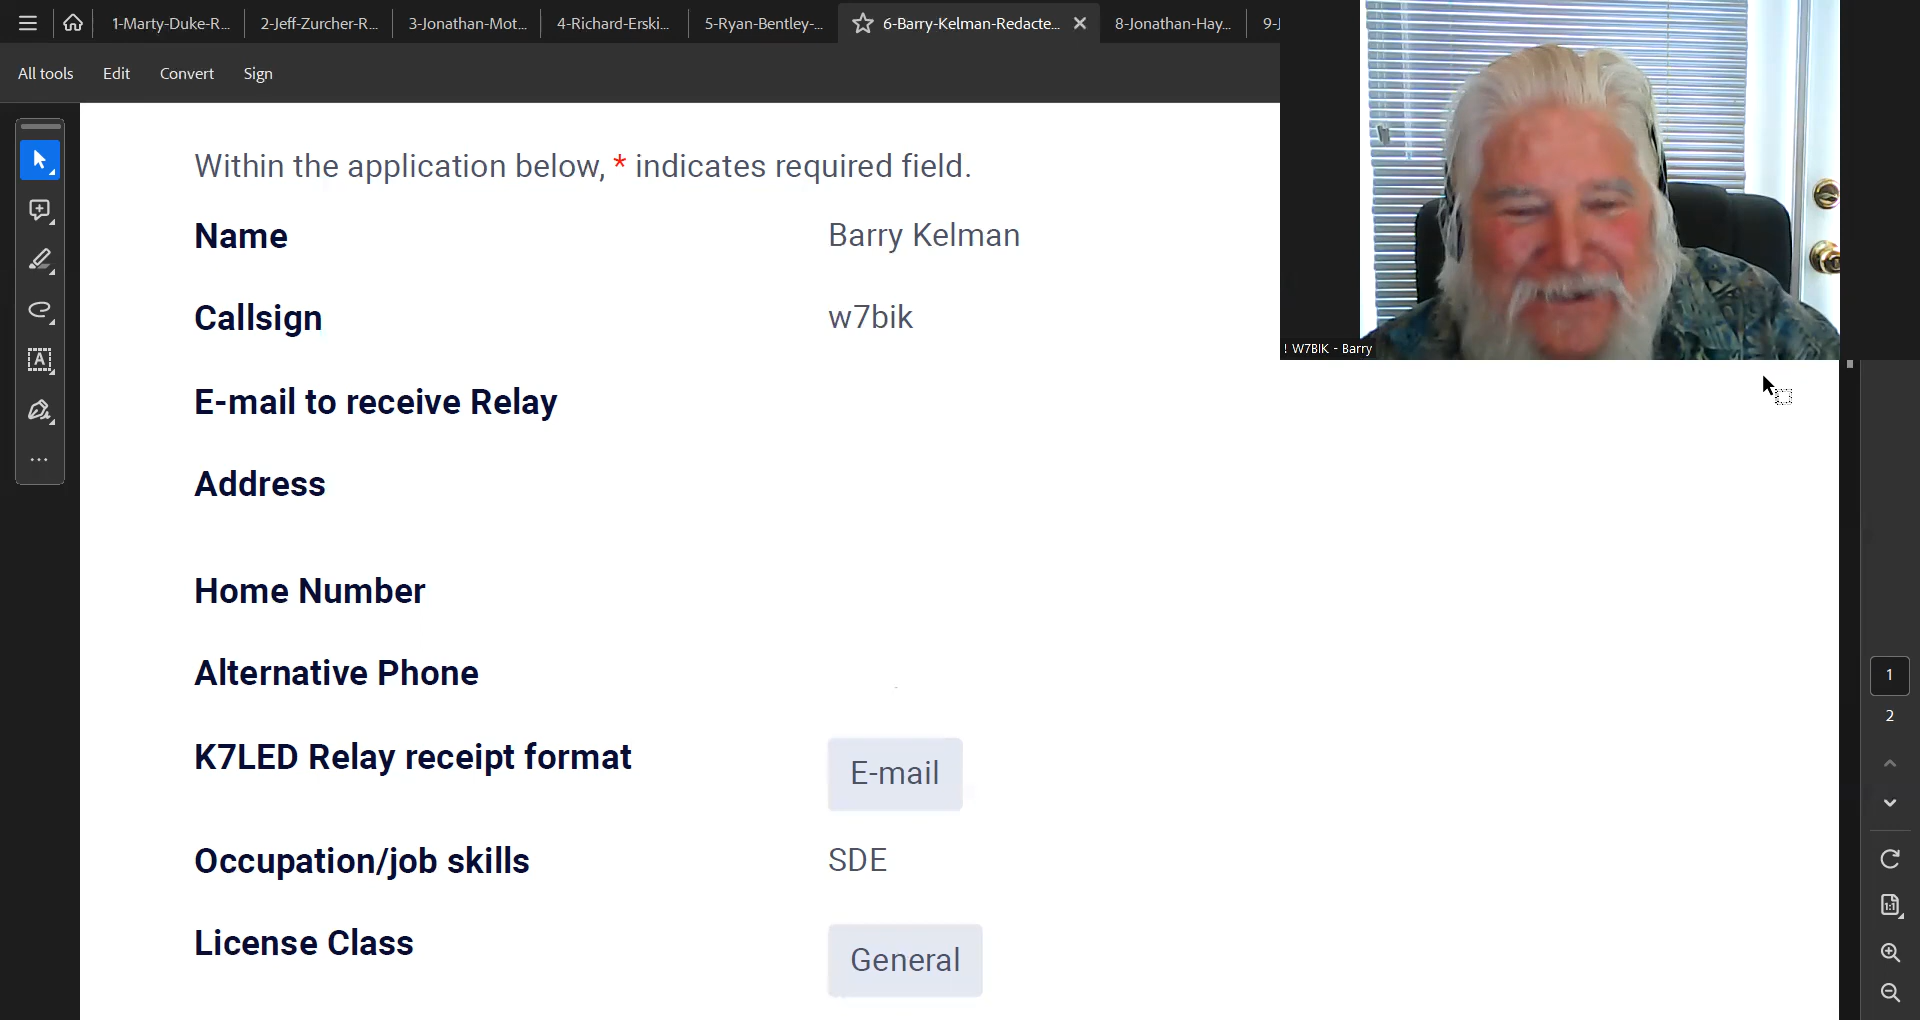 1-Marty-Duke-R...
2-Jeff-Zurcher-R...
3-Jonathan-Mot...
4-Richard-Erski...
5-Ryan-Bentley-...
6-Barry-Kelman-Redacte...
8-Jonathan-Hay...
9-J
All tools
Edit
Convert
Sign
Within the application below, * indicates required field.
Name
Barry Kelman
Callsign
w7bik
E-mail to receive Relay
Address
Home Number
Alternative Phone
K7LED Relay receipt format
E-mail
Occupation/job skills
SDE
License Class
General
! W7BIK - Barry
1
2